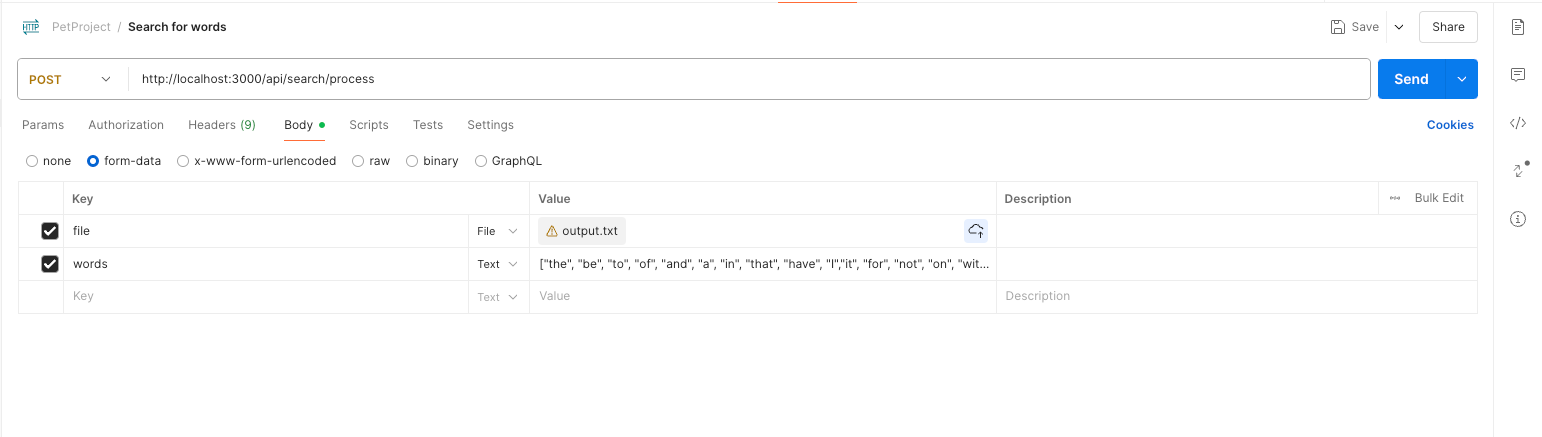 HTTP PetProject / Search for words Save Share
POST http://localhost:3000/api/search/process Send
Params Authorization Headers (9) Body Scripts Tests Settings Cookies
none form-data x-www-form-urlencoded raw binary GraphQL
Key Value Description Bulk Edit
file File output.txt
words Text ["the", "be", "to", "of", "and", "a", "in", "that", "have", "I","it", "for", "not", "on", "wit...
Key Text Value Description